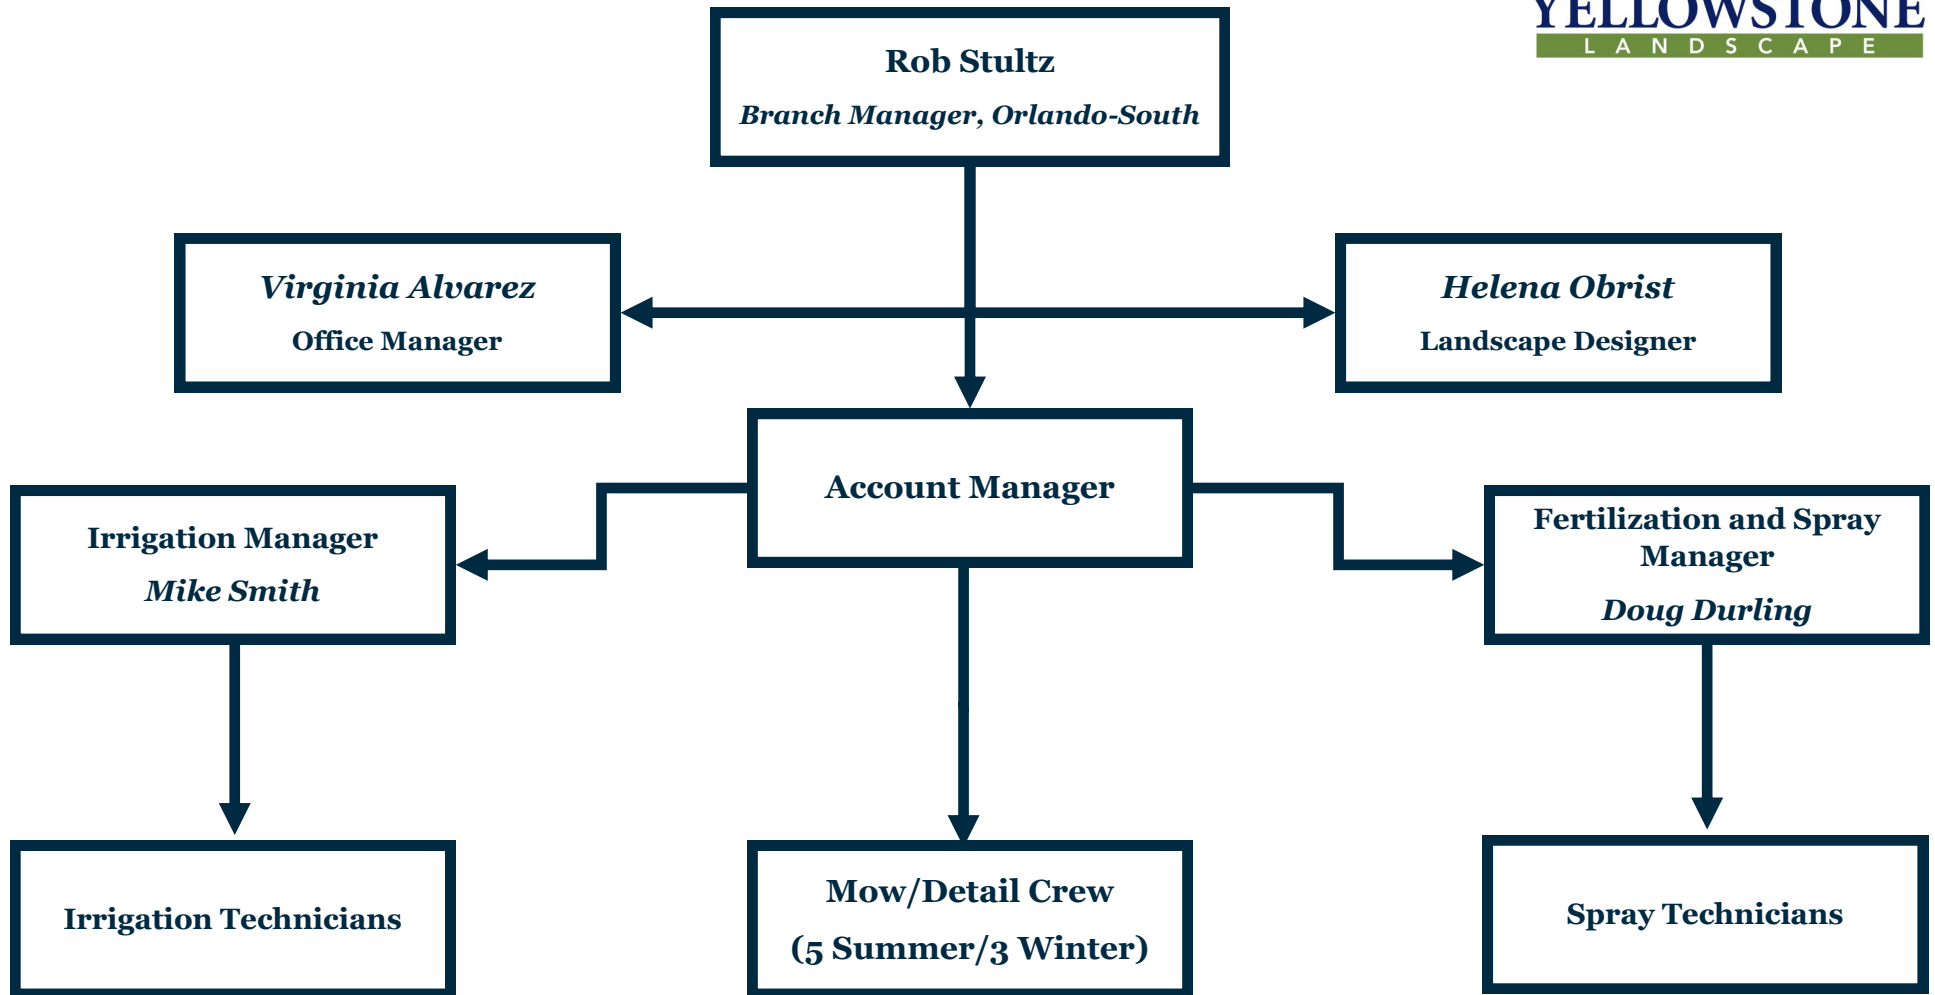 YELLOWSTONE
LANDSCAPE
Rob Stultz
Branch Manager, Orlando-South
Virginia Alvarez
Office Manager
Helena Obrist
Landscape Designer
Account Manager
Irrigation Manager
Mike Smith
Fertilization and Spray
Manager
Doug Durling
Irrigation Technicians
Mow/Detail Crew
(5 Summer/3 Winter)
Spray Technicians